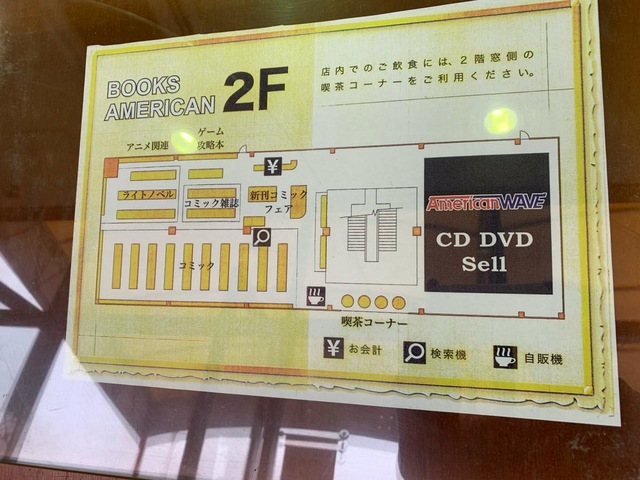 BOOKS
AMERICAN
2F
店内でのご飲食には、2階窓側の
喫茶コーナーをご利用ください。
アニメ関連
ゲーム
攻略本
¥
ライトノベル
コミック雑誌
新刊コミック
フェア
コミック
AmericanWAVE
CD DVD
Sell
喫茶コーナー
¥ お会計
検索機
自販機